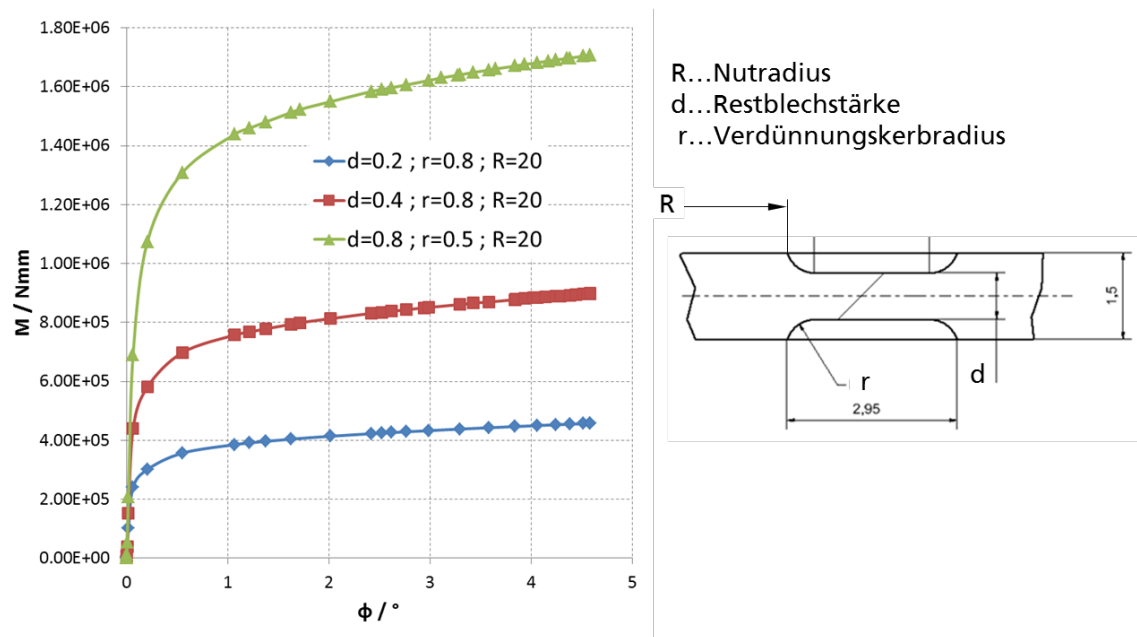 1.80E+06
1.60E+06
1.40E+06
1.20E+06
1.00E+06
8.00E+05
6.00E+05
4.00E+05
2.00E+05
0.00E+00
M / Nmm
0 1 2 3 4 5
ϕ / °
d=0.2 ; r=0.8 ; R=20
d=0.4 ; r=0.8 ; R=20
d=0.8 ; r=0.5 ; R=20
R...Nutradius
d...Restblechstärke
r...Verdünnungskerbradius
R
1,5
r
d
2,95